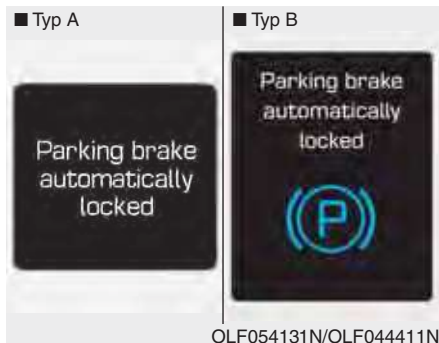 ■ Typ A
Parking brake
automatically
locked
■ Typ B
Parking brake
automatically
locked
P
OLF054131N/OLF044411N